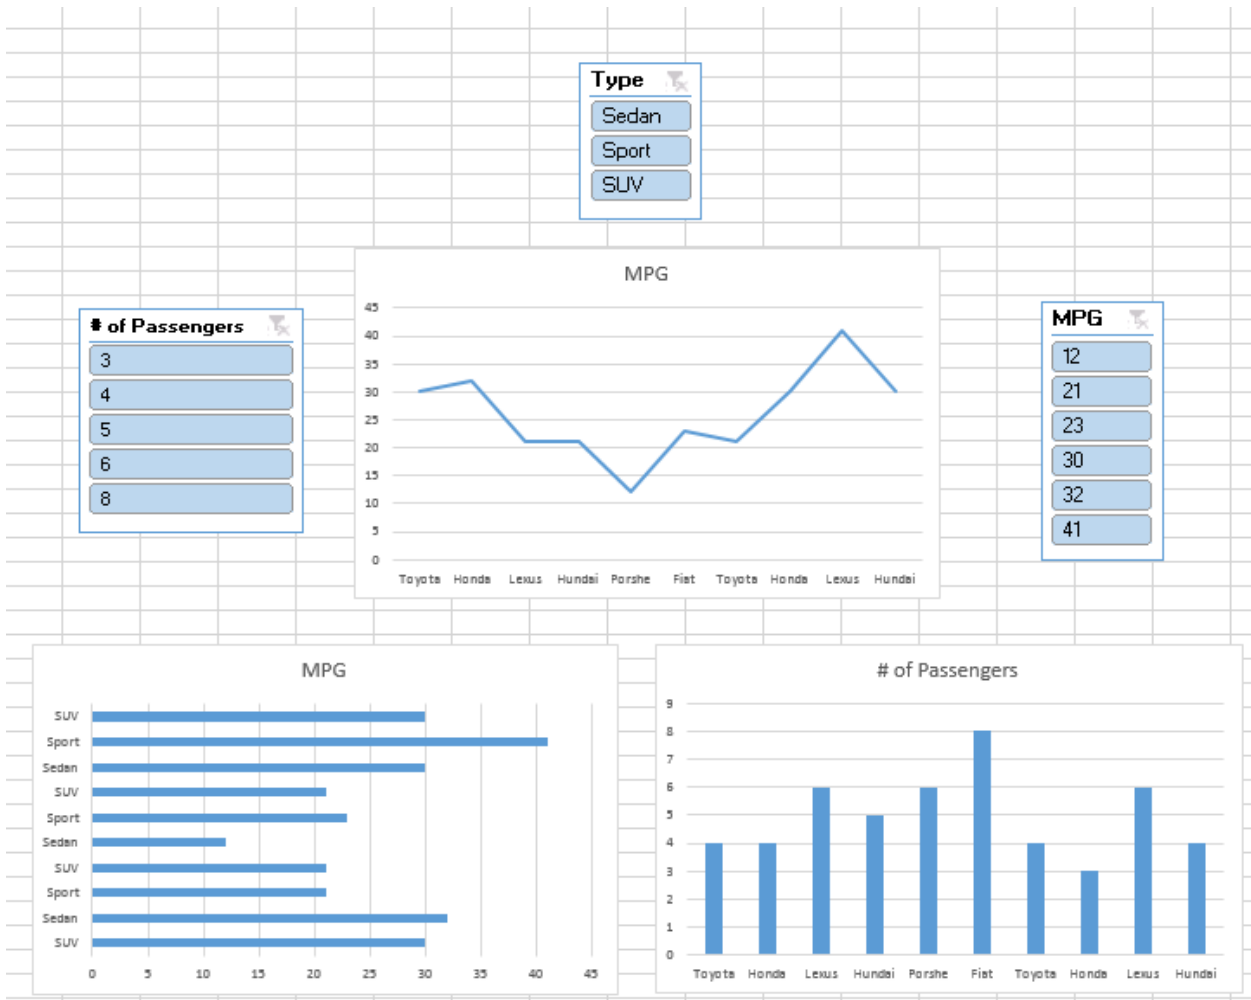 Type
Sedan
Sport
SUV
# of Passengers
3
4
5
6
8
MPG
45
40
35
30
25
20
15
10
5
0
Toyota Honda Lexus Hundai Porshe Fiat Toyota Honda Lexus Hundai
MPG
12
21
23
30
32
41
MPG
SUV
Sport
Sedan
SUV
Sport
Sedan
SUV
Sport
Sedan
SUV
0 5 10 15 20 25 30 35 40 45
# of Passengers
9
8
7
6
5
4
3
2
1
0
Toyota Honda Lexus Hundai Porshe Fiat Toyota Honda Lexus Hundai